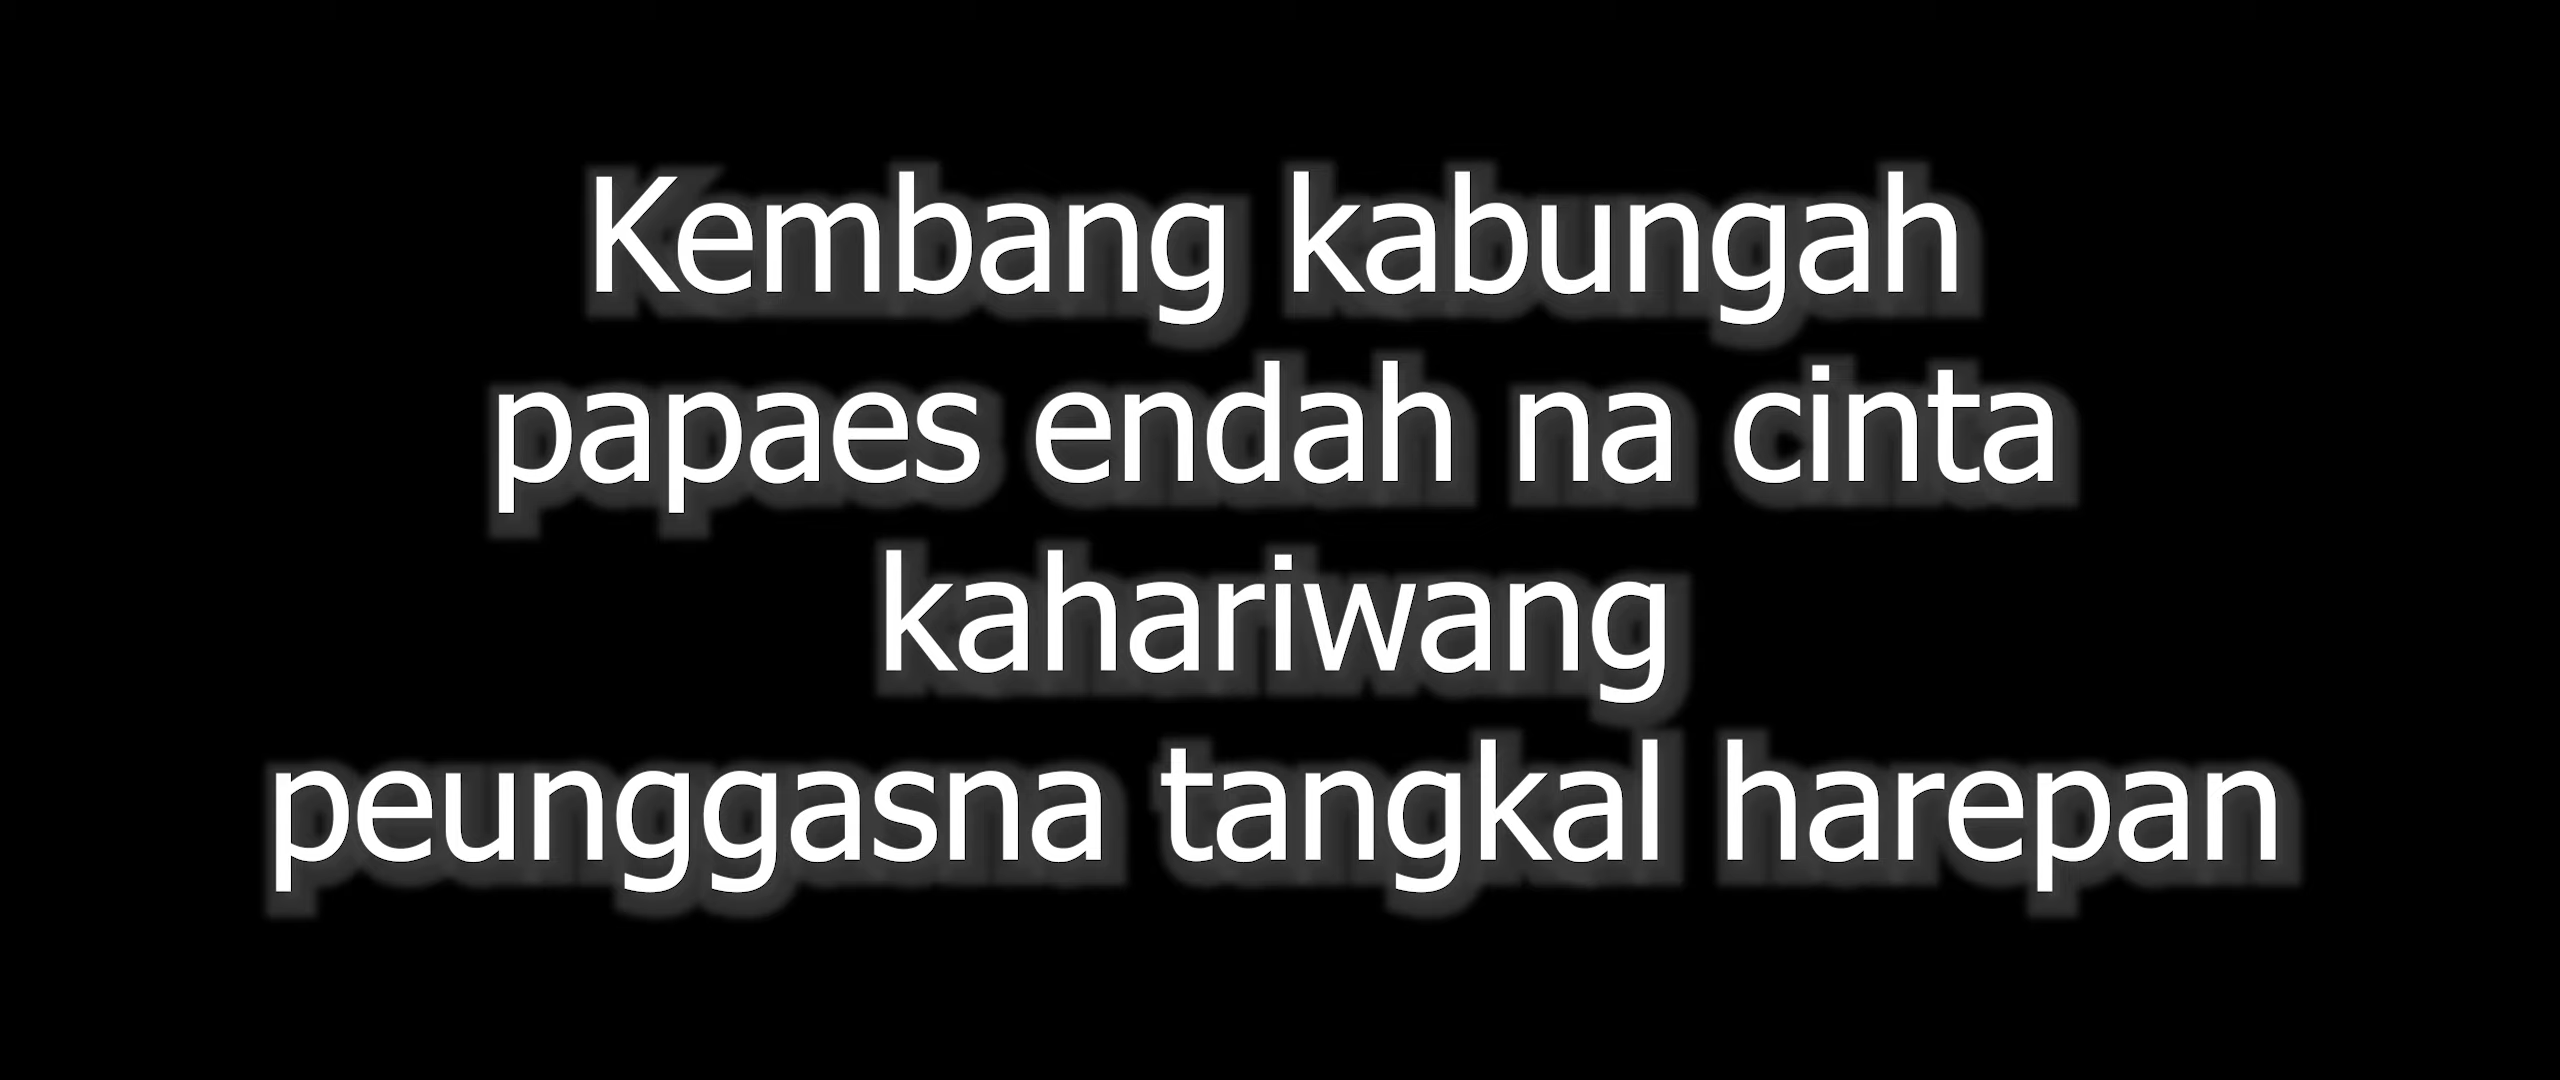 Kembang kabungah
papaes endah na cinta
kahariwang
peunggasna tangkal harepan